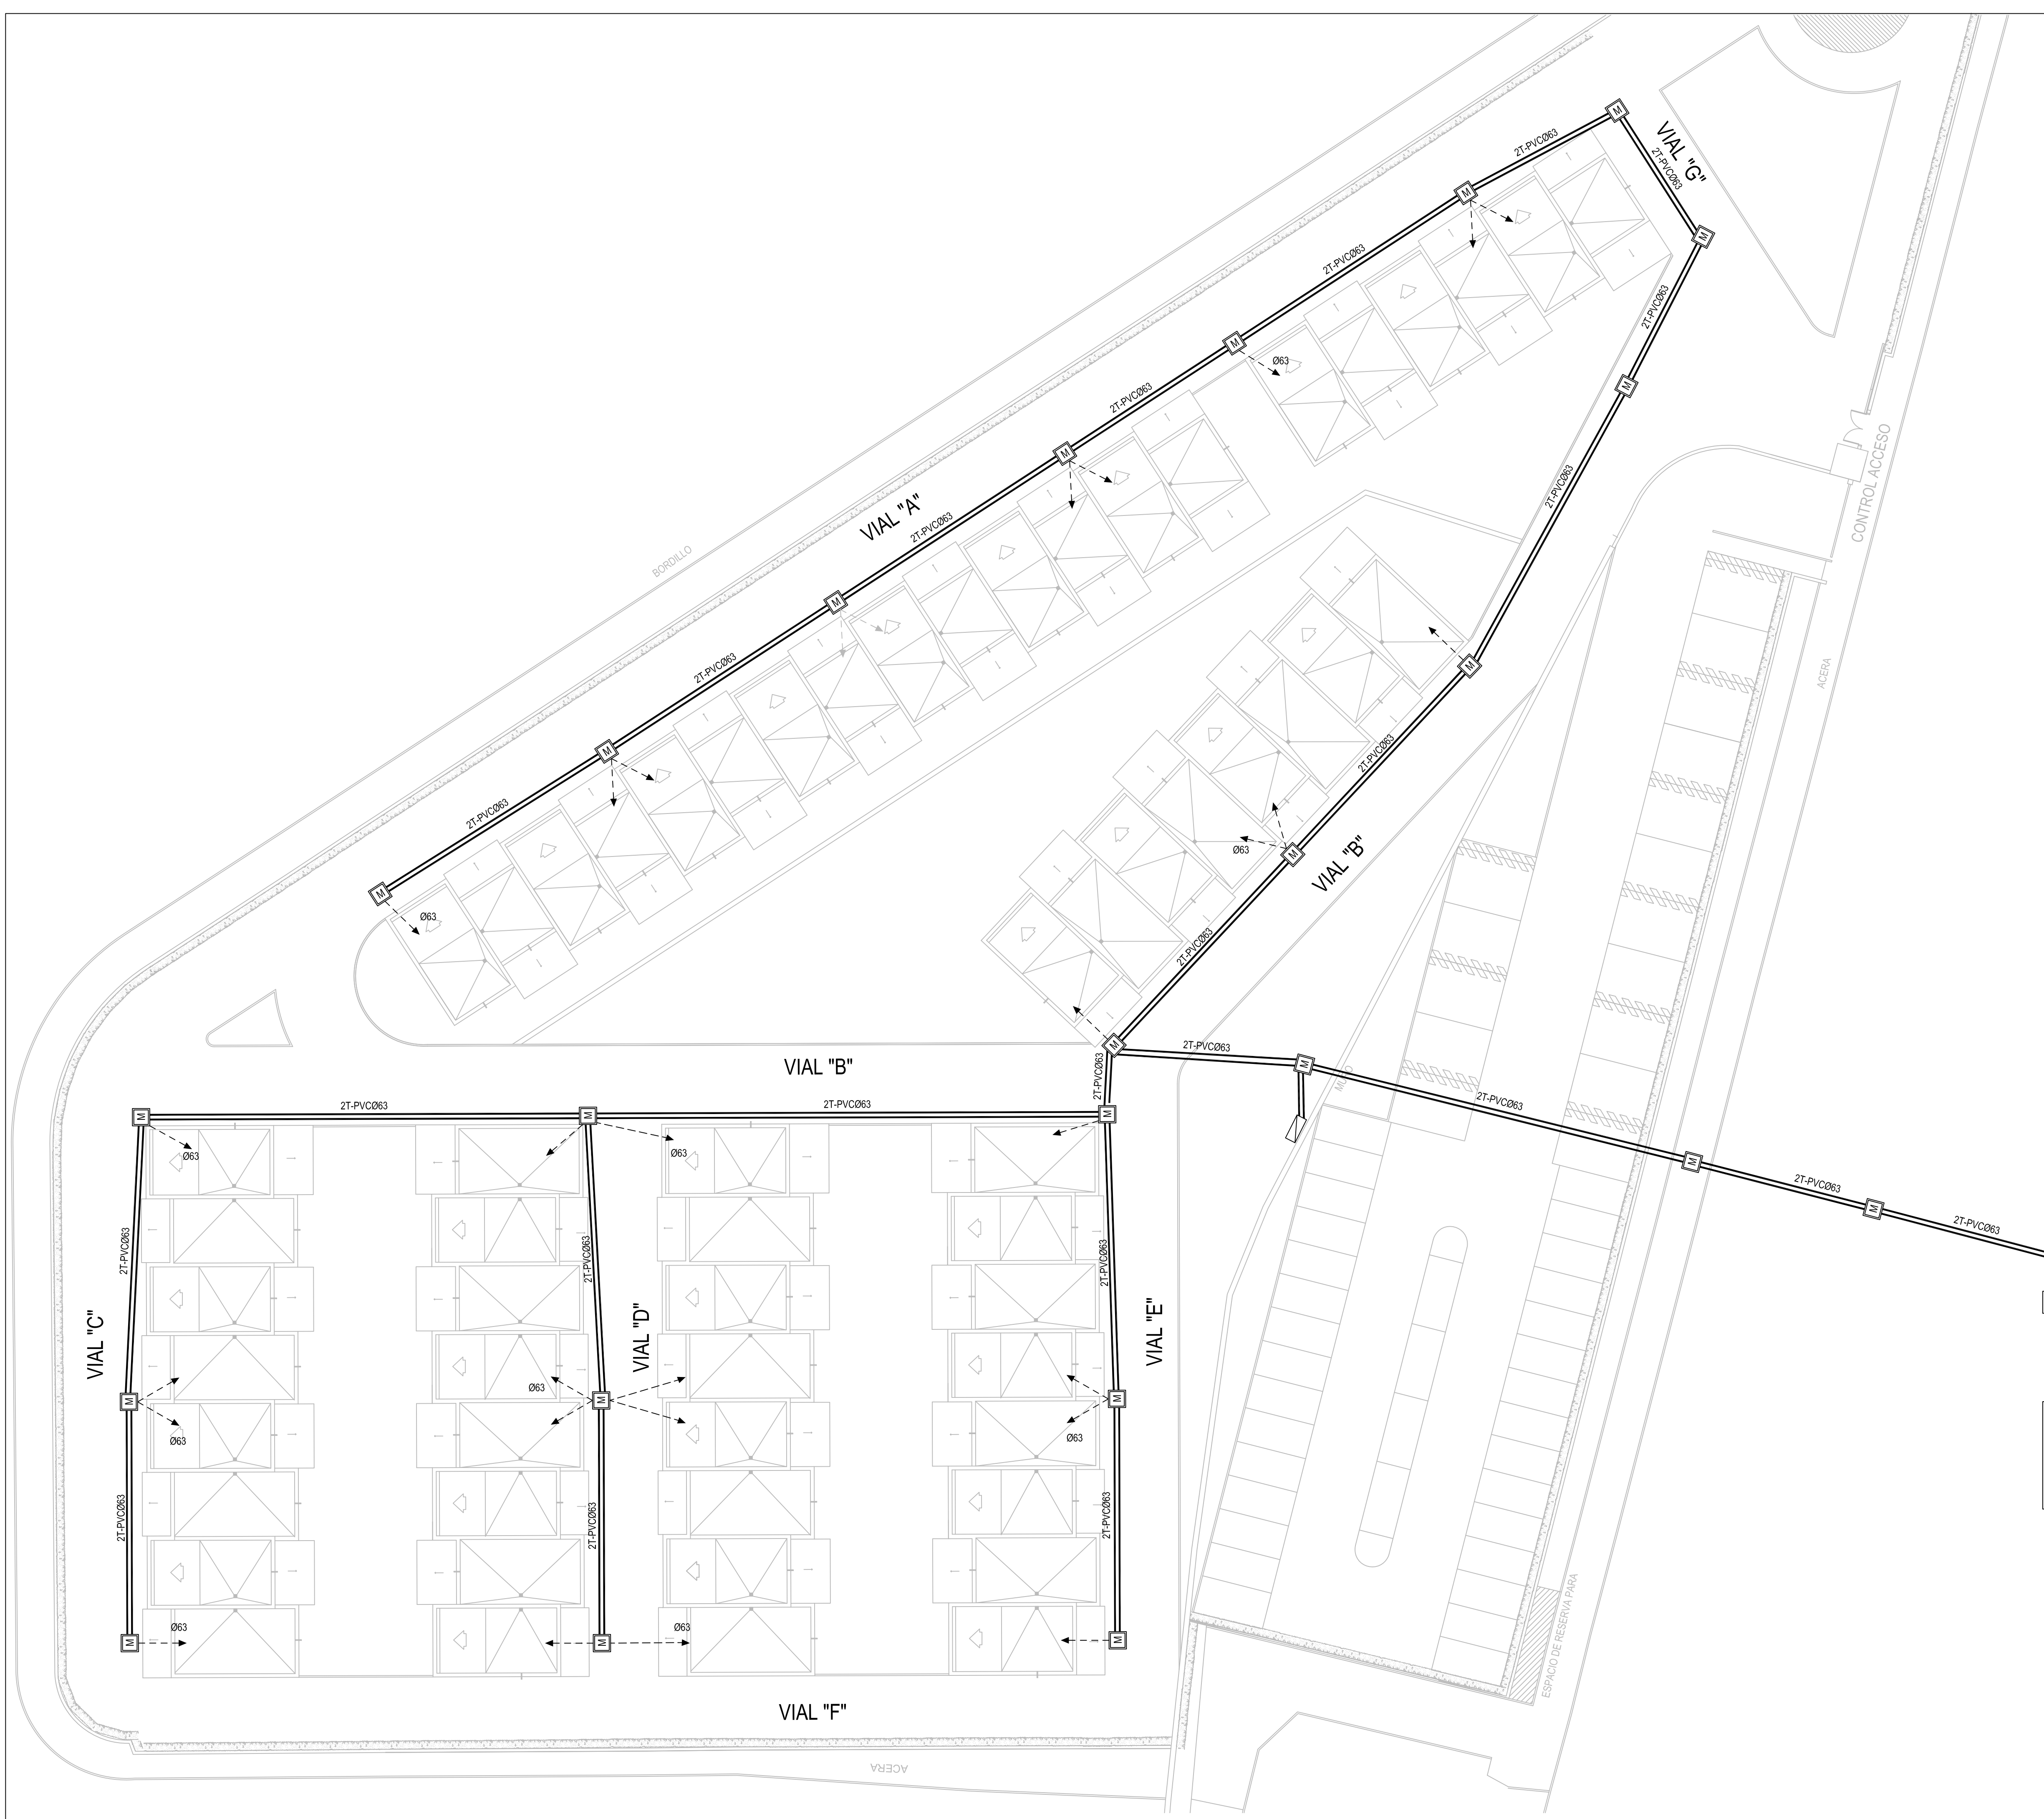 M
2T-PVCØ63
VIAL "G"
2T-PVCØ63
M
M
2T-PVCØ63
2T-PVCØ63
M
Ø63
M
2T-PVCØ63
CONTROL ACCESO
M
2T-PVCØ63
VIAL "A"
2T-PVCØ63
BORDILLO
M
2T-PVCØ63
M
ACERA
M
2T-PVCØ63
2T-PVCØ63
Ø63
M
VIAL "B"
M
Ø63
2T-PVCØ63
M
2T-PVCØ63
VIAL "B"
2T-PVCØ63
M
MURO
2T-PVCØ63
2T-PVCØ63
2T-PVCØ63
M
M
M
Ø63
Ø63
M
2T-PVCØ63
M
2T-PVCØ63
2T-PVCØ63
2T-PVCØ63
2T-PVCØ63
VIAL "C"
VIAL "D"
VIAL "E"
M
Ø63
M
M
Ø63
Ø63
2T-PVCØ63
2T-PVCØ63
2T-PVCØ63
M
Ø63
M
Ø63
M
ESPACIO DE RESERVA PARA
VIAL "F"
ACERA